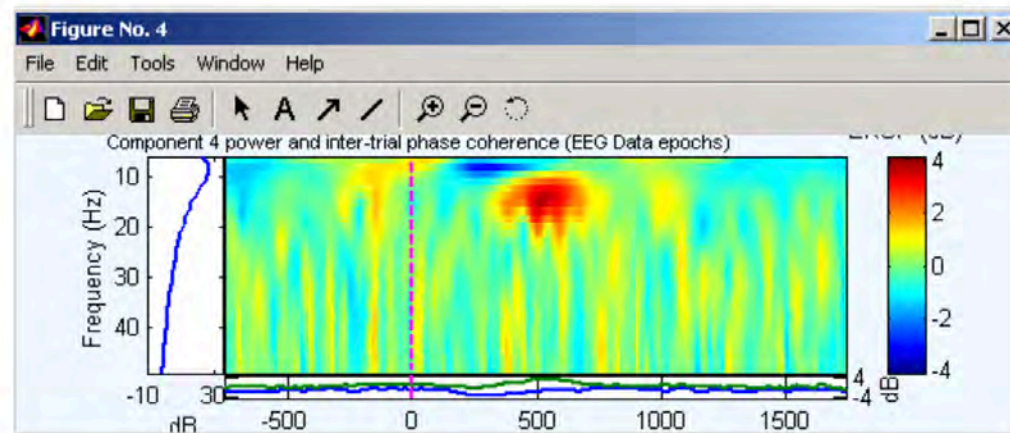 Figure No. 4
File Edit Tools Window Help
A
Component 4 power and inter-trial phase coherence (EEG Data epochs)
(dB)
Frequency (Hz)
10
20
30
40
4
2
0
-2
-4
4
-4
dB
-10 30
dB
-500 0 500 1000 1500